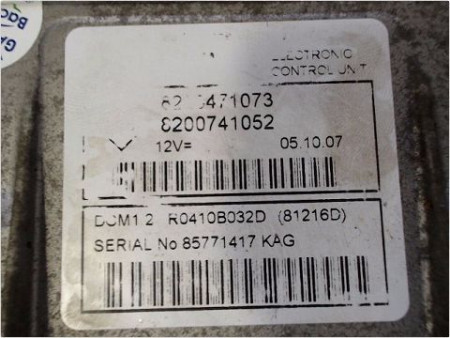 ELECTRONIC
CONTROL UNIT
8200741052
12V= 05.10.07
DCM1.2 R0410B032D (81216D)
SERIAL No 85771417 KAG